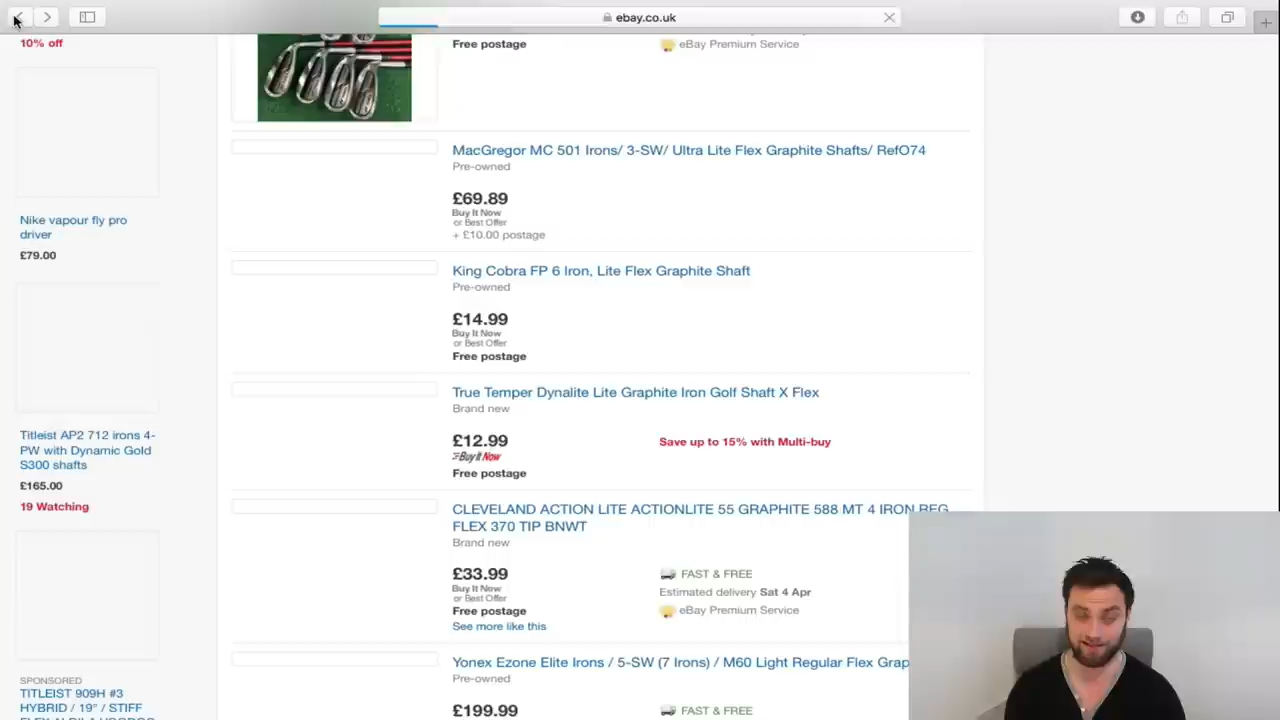 ebay.co.uk
10% off
Nike vapour fly pro
driver
£79.00
Titleist AP2 712 irons 4-
PW with Dynamic Gold
S300 shafts
£165.00
19 Watching
SPONSORED
TITLEIST 909H #3
HYBRID / 19° / STIFF
Free postage
eBay Premium Service
MacGregor MC 501 Irons/ 3-SW/ Ultra Lite Flex Graphite Shafts/ RefO74
Pre-owned
£69.89
Buy It Now
or Best Offer
+ £10.00 postage
King Cobra FP 6 Iron, Lite Flex Graphite Shaft
Pre-owned
£14.99
Buy It Now
or Best Offer
Free postage
True Temper Dynalite Lite Graphite Iron Golf Shaft X Flex
Brand new
£12.99
Save up to 15% with Multi-buy
Buy It Now
Free postage
CLEVELAND ACTION LITE ACTIONLITE 55 GRAPHITE 588 MT 4 IRON REG
FLEX 370 TIP BNWT
Brand new
£33.99
FAST & FREE
Buy It Now
or Best Offer
Estimated delivery Sat 4 Apr
Free postage
eBay Premium Service
See more like this
Yonex Ezone Elite Irons / 5-SW (7 Irons) / M60 Light Regular Flex Grap
Pre-owned
£199.99
FAST & FREE